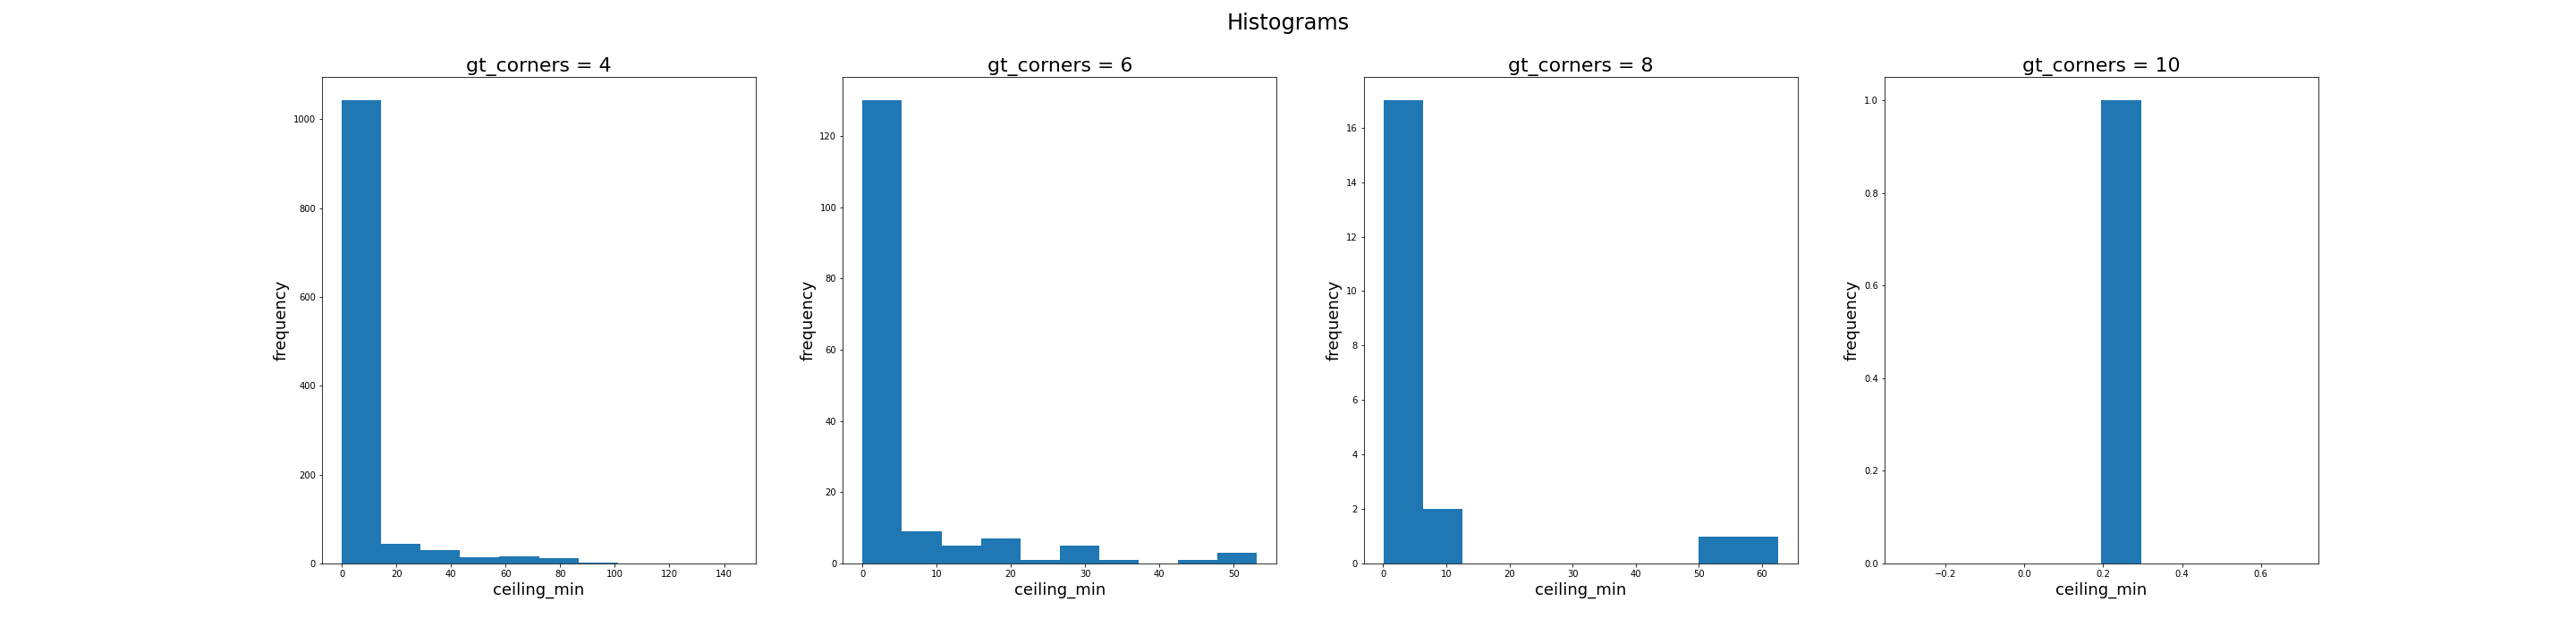 Histograms
gt_corners = 4
1000
800
600
400
200
0
frequency
0 20 40 60 80 100 120 140
ceiling_min
gt_corners = 6
120
100
80
60
40
20
0
frequency
0 10 20 30 40 50
ceiling_min
gt_corners = 8
16
14
12
10
8
6
4
2
0
frequency
0 10 20 30 40 50 60
ceiling_min
gt_corners = 10
1.0
0.8
0.6
0.4
0.2
0.0
frequency
−0.2 0.0 0.2 0.4 0.6
ceiling_min